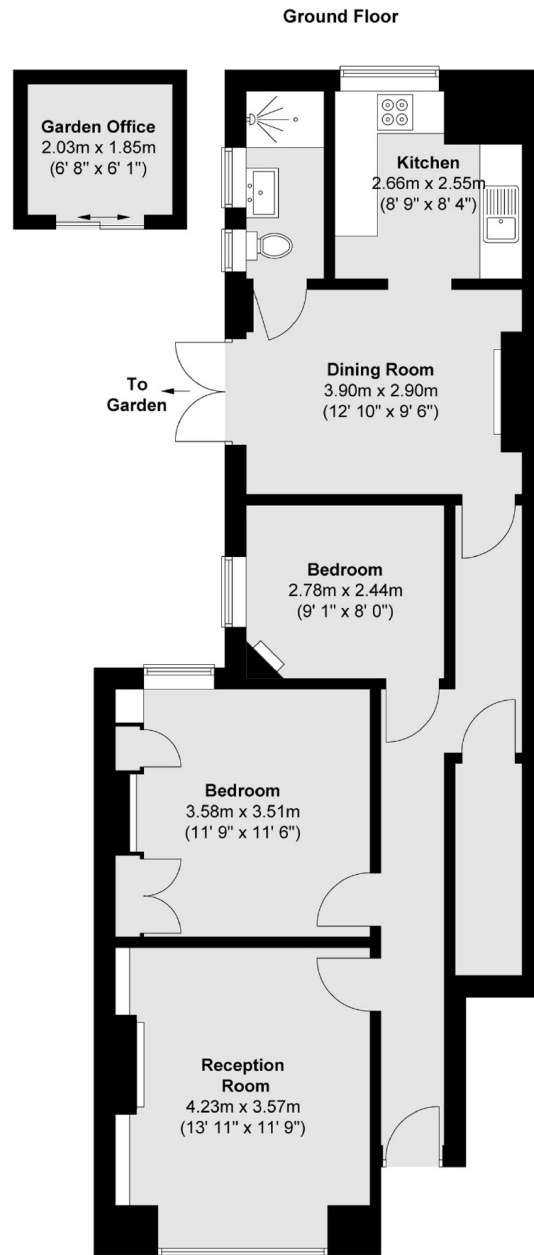 Ground Floor
Garden Office
2.03m x 1.85m
(6' 8" x 6' 1")
Kitchen
2.66m x 2.55m
(8' 9" x 8' 4")
Dining Room
3.90m x 2.90m
(12' 10" x 9' 6")
To
Garden
Bedroom
2.78m x 2.44m
(9' 1" x 8' 0")
Bedroom
3.58m x 3.51m
(11' 9" x 11' 6")
Reception
Room
4.23m x 3.57m
(13' 11" x 11' 9")